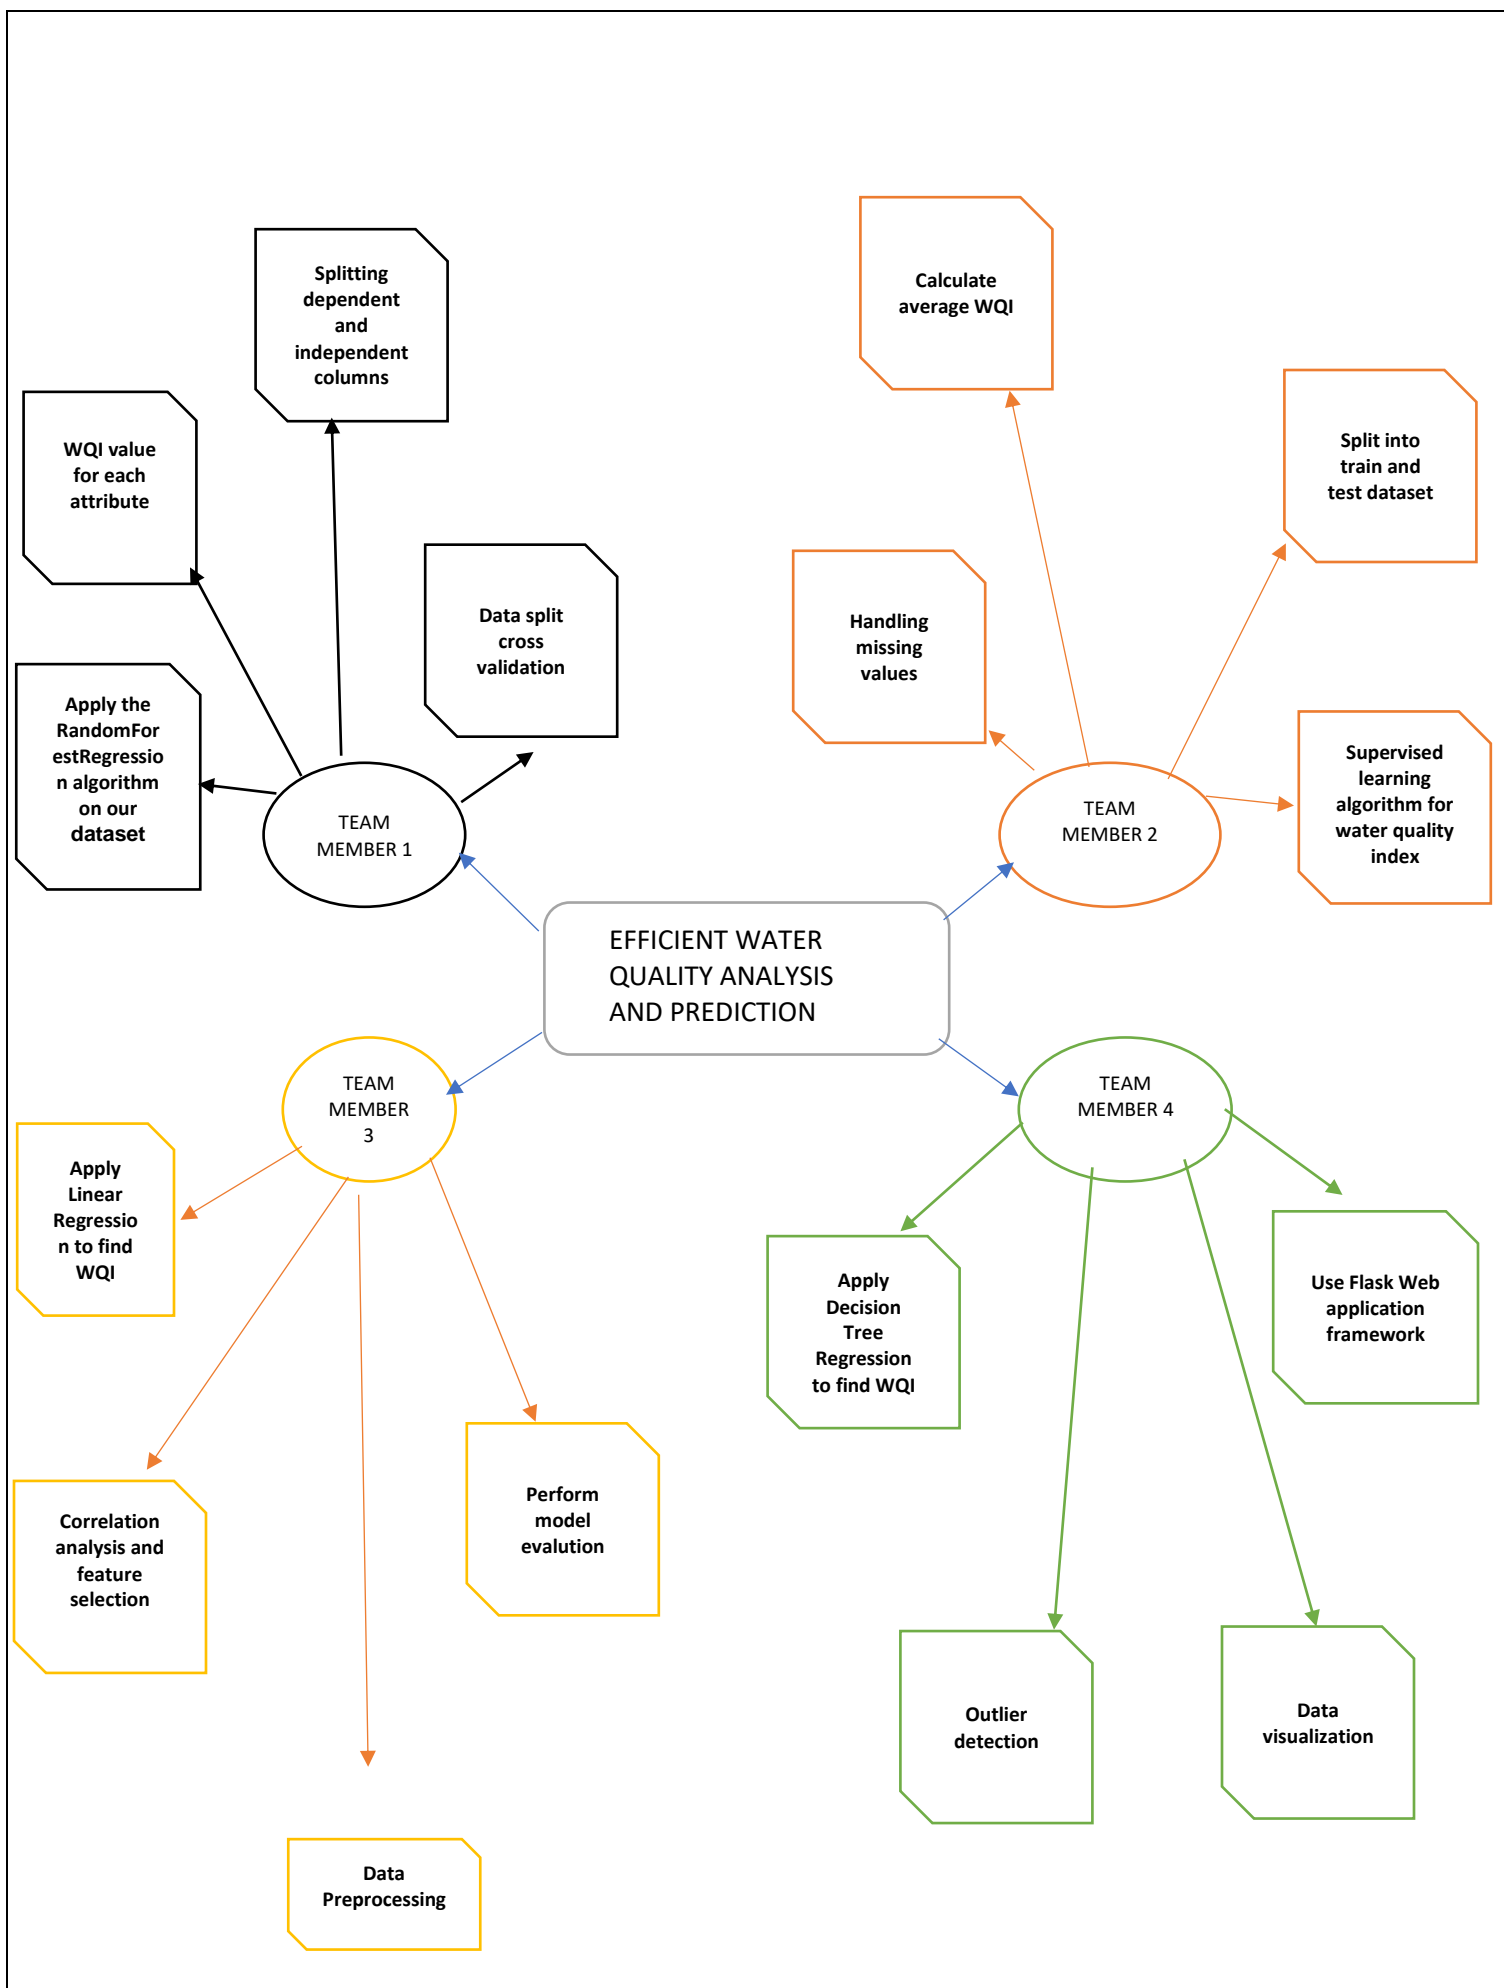 Splitting
dependent
and
independent
columns
WQI value
for each
attribute
Data split
cross
validation
Apply the
RandomFor
estRegressio
n algorithm
on our
dataset
TEAM
MEMBER 1
Calculate
average WQI
Split into
train and
test dataset
Handling
missing
values
Supervised
learning
algorithm for
water quality
index
TEAM
MEMBER 2
EFFICIENT WATER
QUALITY ANALYSIS
AND PREDICTION
TEAM
MEMBER
3
Apply
Linear
Regressio
n to find
WQI
Correlation
analysis and
feature
selection
Perform
model
evalution
Data
Preprocessing
TEAM
MEMBER 4
Apply
Decision
Tree
Regression
to find WQI
Use Flask Web
application
framework
Outlier
detection
Data
visualization